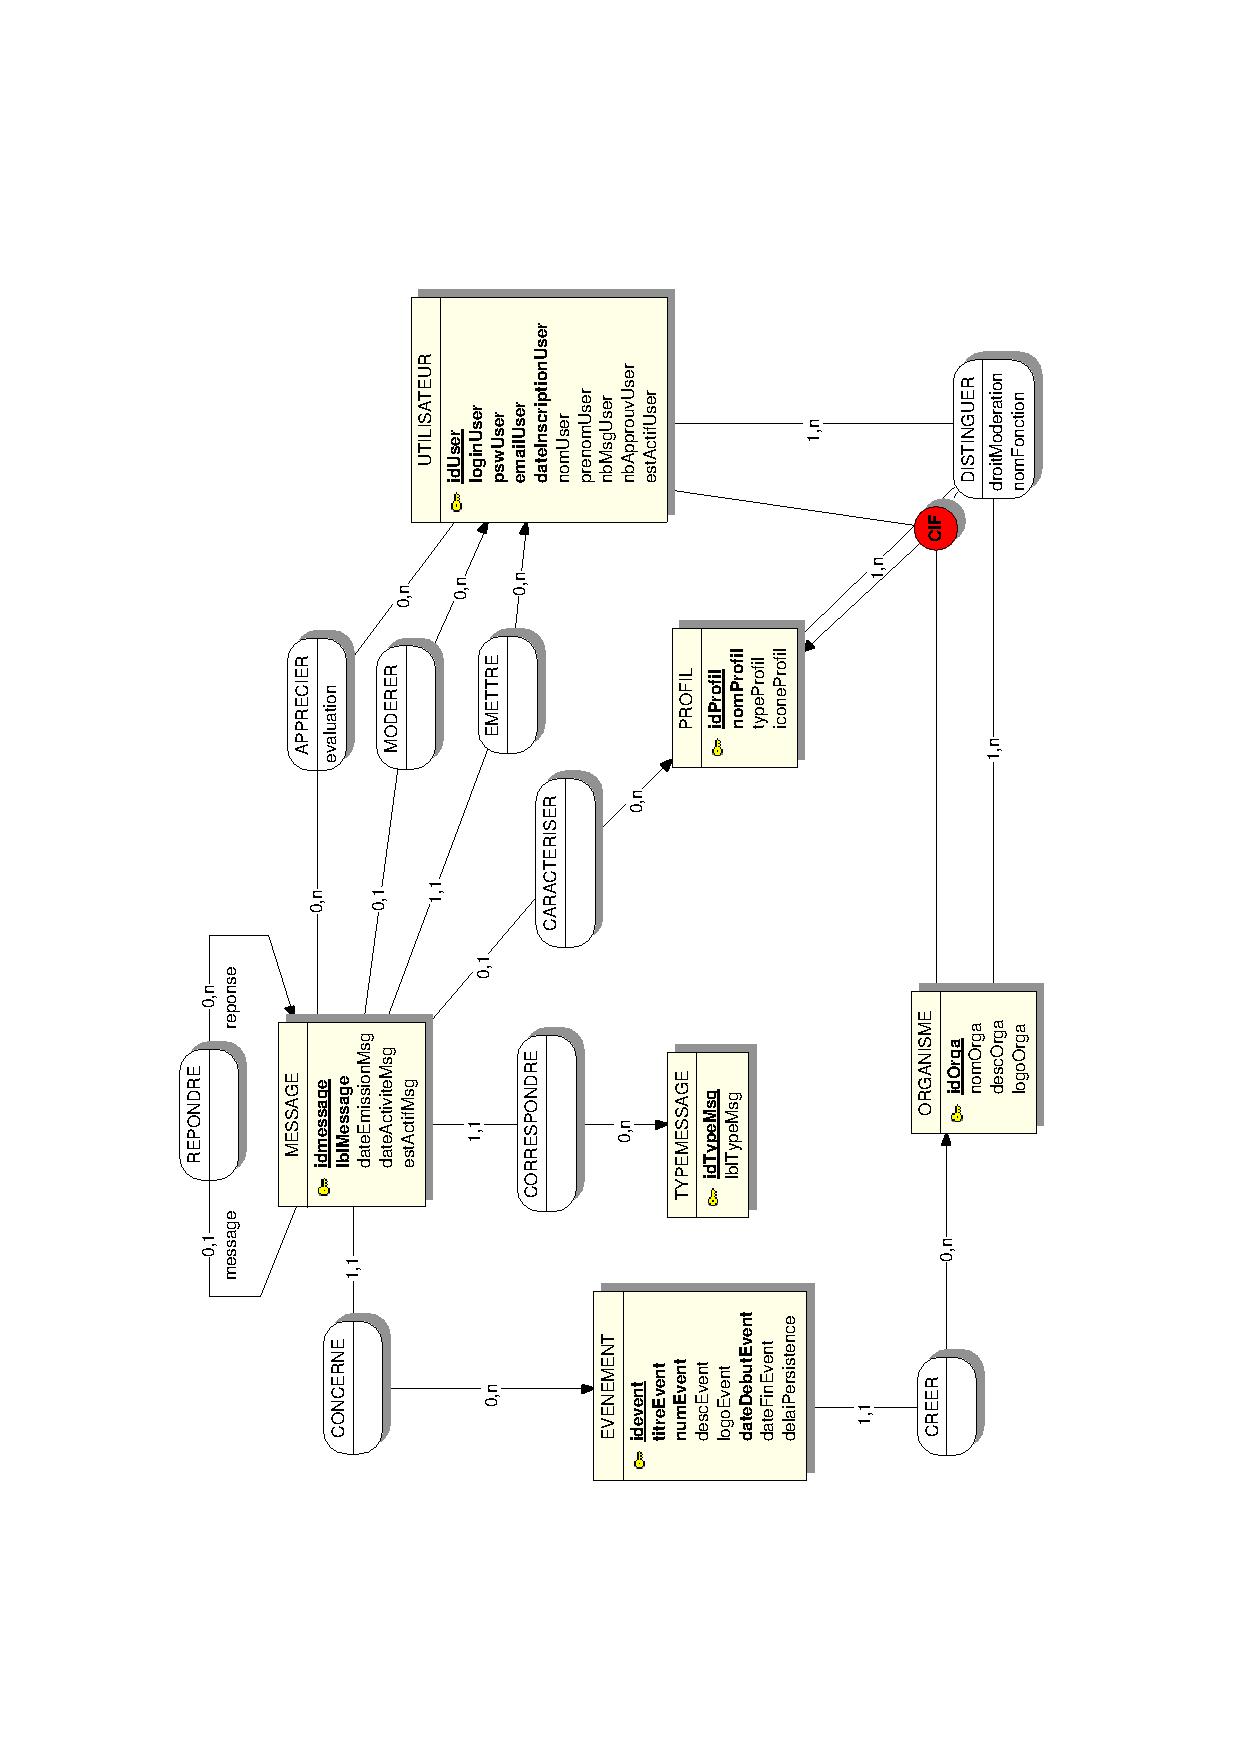 REPONDRE
0,1
message
0,n
reponse
MESSAGE
idmessage
lblMessage
dateEmissionMsg
dateActiviteMsg
estActifMsg
0,n
APPRECIER
evaluation
0,n
0,1
MODERER
0,n
1,1
EMETTRE
0,n
UTILISATEUR
idUser
loginUser
pswUser
emailUser
dateInscriptionUser
nomUser
prenomUser
nbMsgUser
nbApprouvUser
estActifUser
1,1
CONCERNE
0,n
1,1
CORRESPONDRE
0,n
0,1
CARACTERISER
0,n
EVENEMENT
idevent
titreEvent
numEvent
descEvent
logoEvent
dateDebutEvent
dateFinEvent
delaiPersistence
TYPEMESSAGE
idTypeMsg
lblTypeMsg
PROFIL
idProfil
nomProfil
typeProfil
iconeProfil
1,n
1,n
1,1
CREER
0,n
ORGANISME
idOrga
nomOrga
descOrga
logoOrga
1,n
CIF
DISTINGUER
droitModeration
nomFonction